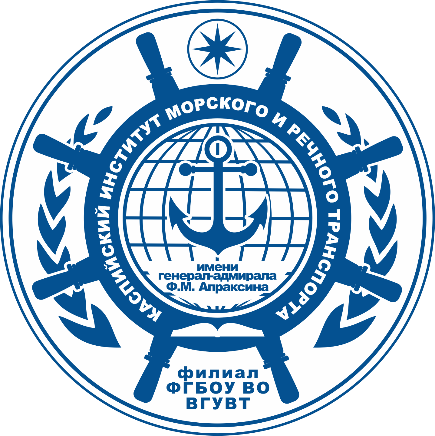 КАСПИЙСКИЙ ИНСТИТУТ МОРСКОГО И РЕЧНОГО ТРАНСПОРТА
имени
генерал-адмирала
Ф.М. Апраксина
филиал
ФГБОУ ВО
ВГУВТ